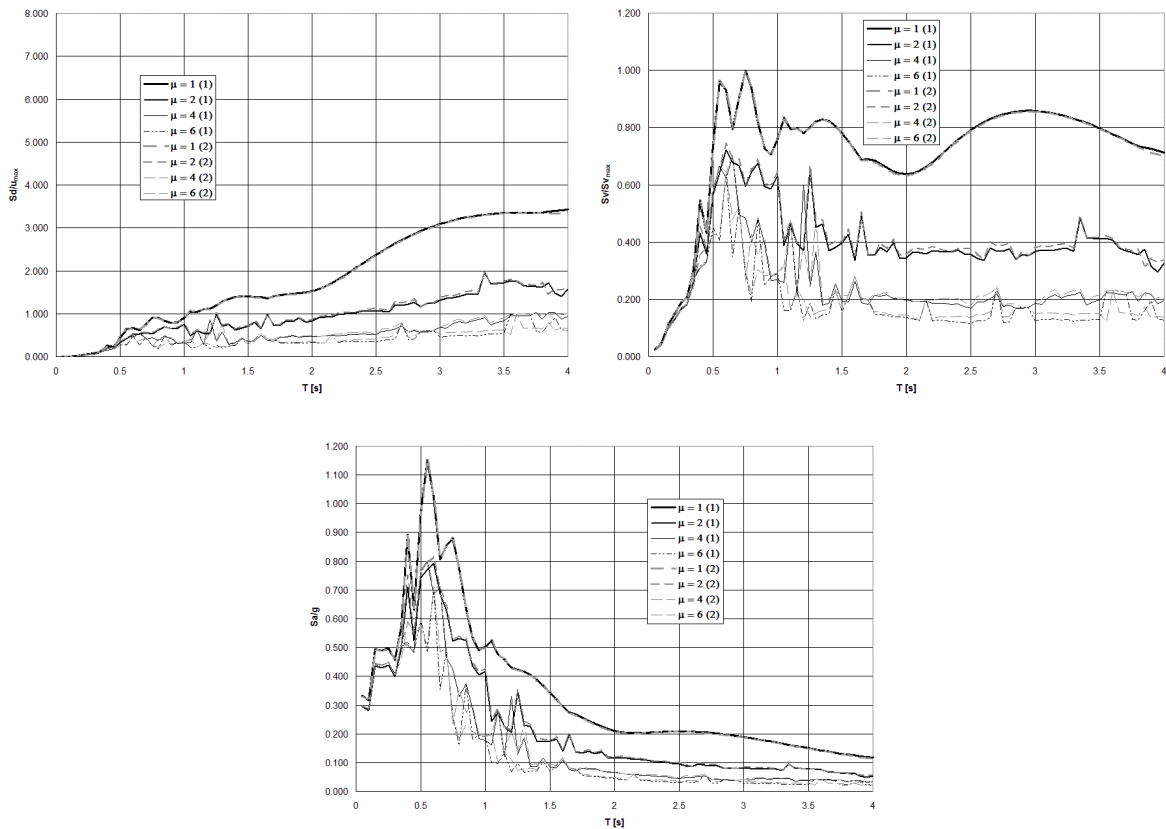 8.000
7.000
6.000
5.000
4.000
3.000
2.000
1.000
0.000
Sd/umax
μ = 1 (1)
μ = 2 (1)
μ = 4 (1)
μ = 6 (1)
μ = 1 (2)
μ = 2 (2)
μ = 4 (2)
μ = 6 (2)
0 0.5 1 1.5 2 2.5 3 3.5 4
T [s]
1.200
1.000
0.800
0.600
0.400
0.200
0.000
Sv/Svmax
μ = 1 (1)
μ = 2 (1)
μ = 4 (1)
μ = 6 (1)
μ = 1 (2)
μ = 2 (2)
μ = 4 (2)
μ = 6 (2)
0 0.5 1 1.5 2 2.5 3 3.5 4
T [s]
1.200
1.100
1.000
0.900
0.800
0.700
0.600
0.500
0.400
0.300
0.200
0.100
0.000
Sa/g
μ = 1 (1)
μ = 2 (1)
μ = 4 (1)
μ = 6 (1)
μ = 1 (2)
μ = 2 (2)
μ = 4 (2)
μ = 6 (2)
0 0.5 1 1.5 2 2.5 3 3.5 4
T [s]